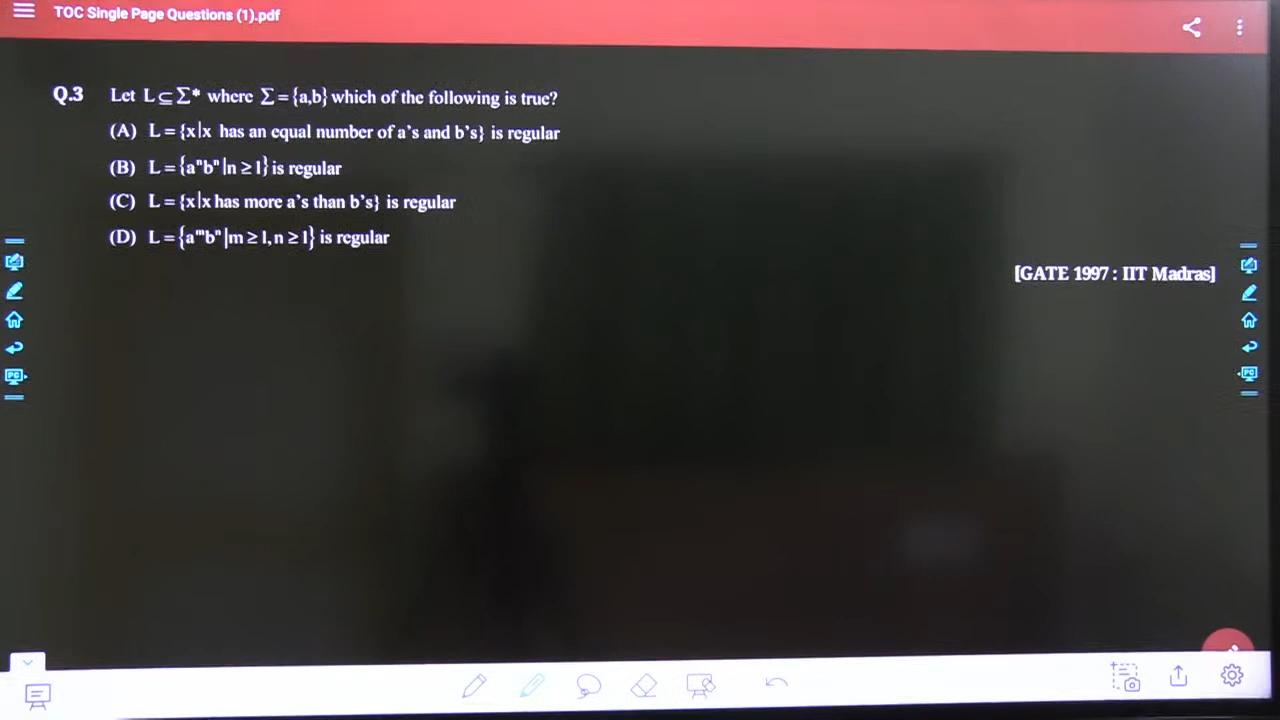 TOC Single Page Questions (1).pdf
Q.3 Let L ⊆ Σ* where Σ = {a,b} which of the following is true?
(A) L = {x|x has an equal number of a's and b's} is regular
(B) L = {aⁿbⁿ |n ≥ 1} is regular
(C) L = {x|x has more a's than b's} is regular
(D) L = {aᵐbⁿ |m ≥ 1, n ≥ 1} is regular
[GATE 1997 : IIT Madras]
PC
PC